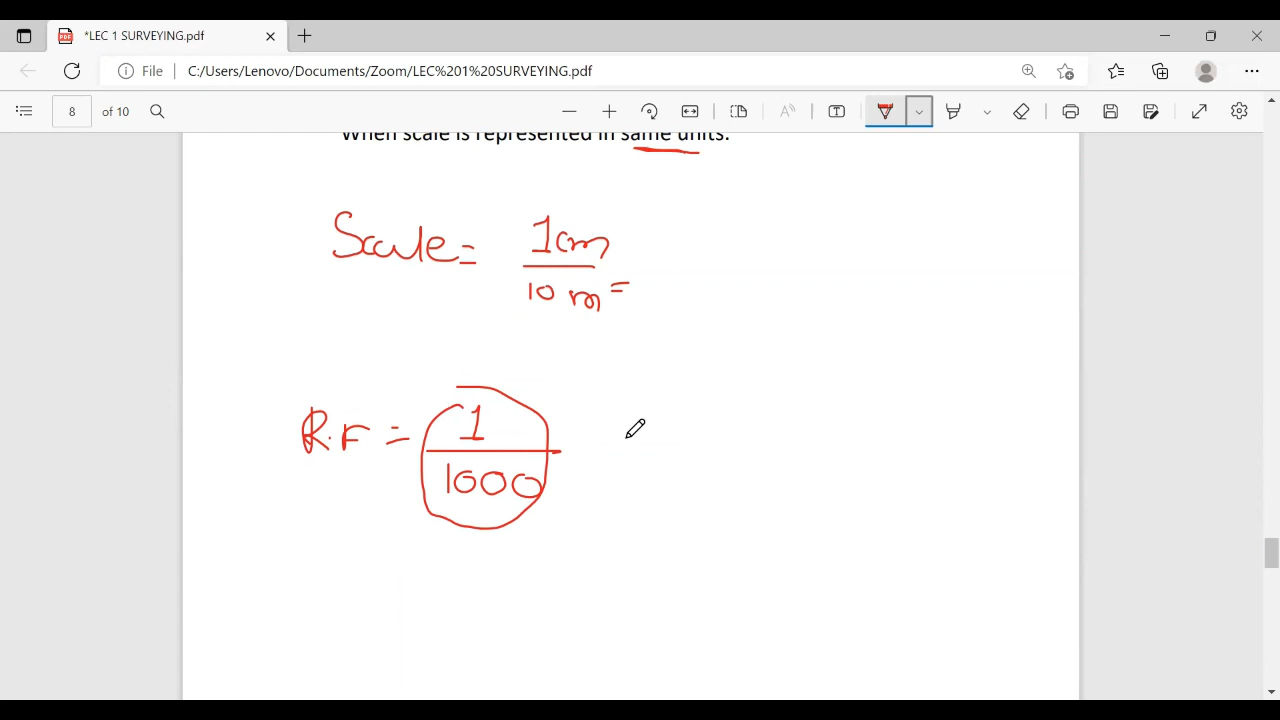 *LEC 1 SURVEYING.pdf
File C:/Users/Lenovo/Documents/Zoom/LEC%201%20SURVEYING.pdf
8 of 10
When scale is represented in same units.
Scale = 1cm
10 m =
R.F = 1
1000